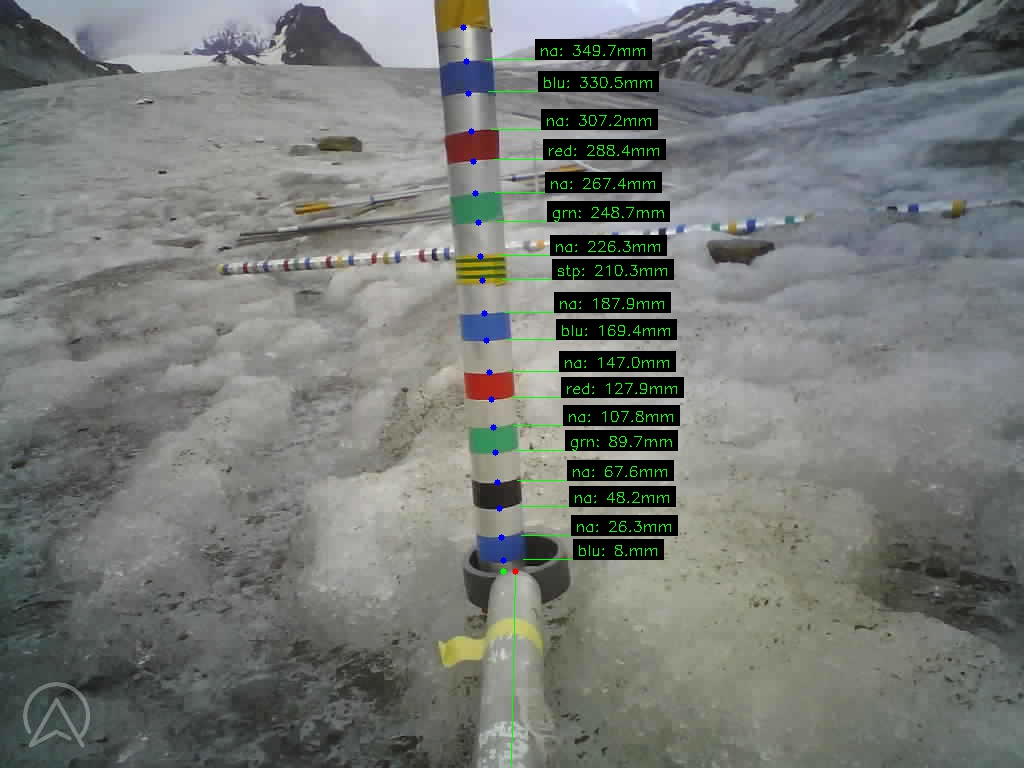 na: 349.7mm
blu: 330.5mm
na: 307.2mm
red: 288.4mm
na: 267.4mm
grn: 248.7mm
na: 226.3mm
stp: 210.3mm
na: 187.9mm
blu: 169.4mm
na: 147.0mm
red: 127.9mm
na: 107.8mm
grn: 89.7mm
na: 67.6mm
na: 48.2mm
na: 26.3mm
blu: 8.mm